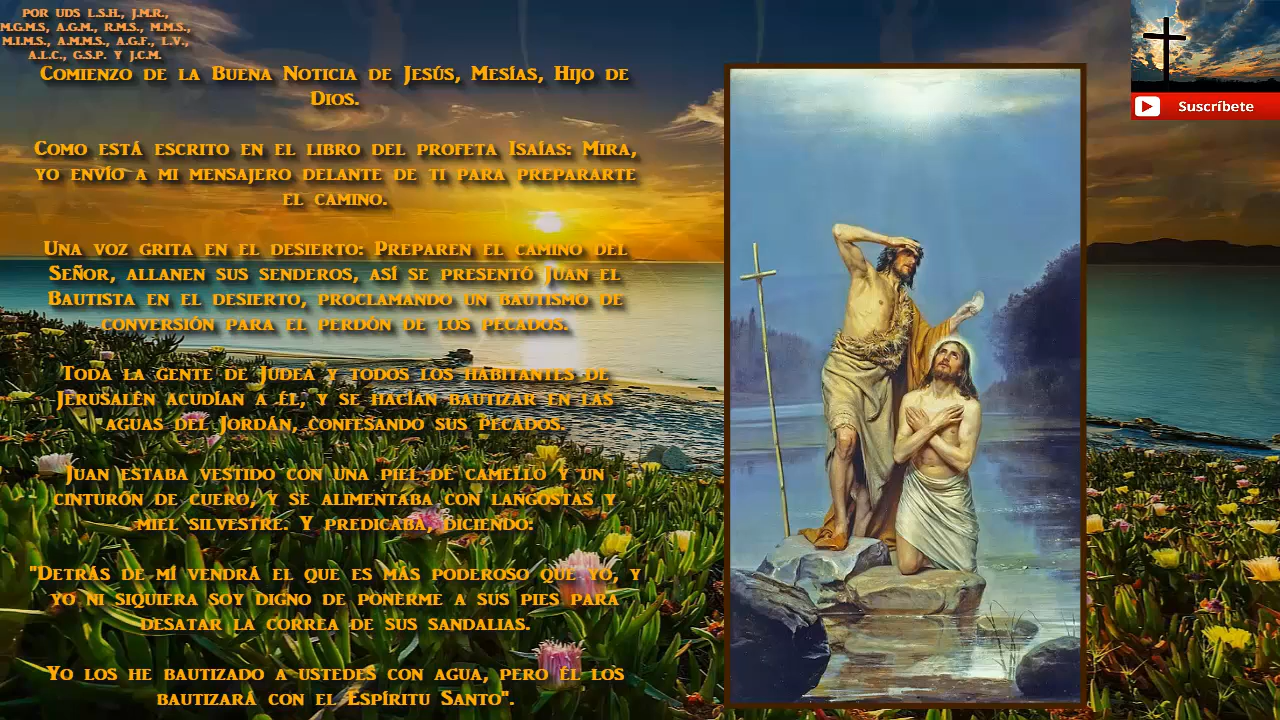 POR UDS L.S.H., J.M.R.,
M.G.M.S, A.G.M., R.M.S., M.M.S.,
M.I.M.S., A.M.M.S., A.G.F., L.V.,
A.L.C., G.S.P. Y J.C.M.
Comienzo de la Buena Noticia de Jesús, Mesías, Hijo de
Dios.
Como está escrito en el libro del profeta Isaías: Mira,
yo envío a mi mensajero delante de ti para prepararte
el camino.
Una voz grita en el desierto: Preparen el camino del
Señor, allanen sus senderos, así se presentó Juan el
Bautista en el desierto, proclamando un bautismo de
conversión para el perdón de los pecados.
Toda la gente de Judea y todos los habitantes de
Jerusalén acudían a él, y se hacían bautizar en las
aguas del Jordán, confesando sus pecados.
Juan estaba vestido con una piel de camello y un
cinturón de cuero, y se alimentaba con langostas y
miel silvestre. Y predicaba, diciendo:
"Detrás de mí vendrá el que es más poderoso que yo, y
yo ni siquiera soy digno de ponerme a sus pies para
desatar la correa de sus sandalias.
Yo los he bautizado a ustedes con agua, pero él los
bautizará con el Espíritu Santo".
Suscríbete